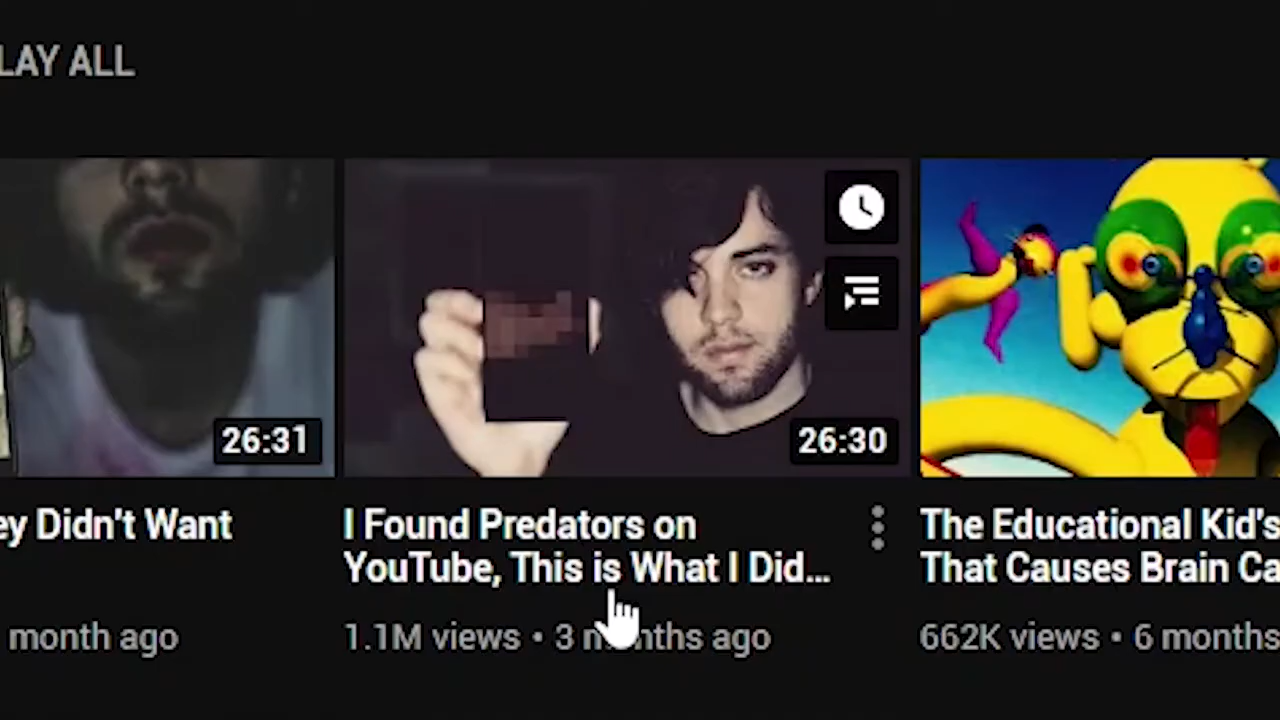 LAY ALL
26:31
26:30
ey Didn't Want
I Found Predators on
YouTube, This is What I Did...
The Educational Kid's
That Causes Brain Ca
month ago
1.1M views • 3 months ago
662K views • 6 months